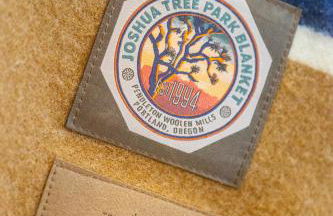 JOSHUA TREE PARK BLANKET
1994
PENDLETON WOOLEN MILLS
PORTLAND, OREGON